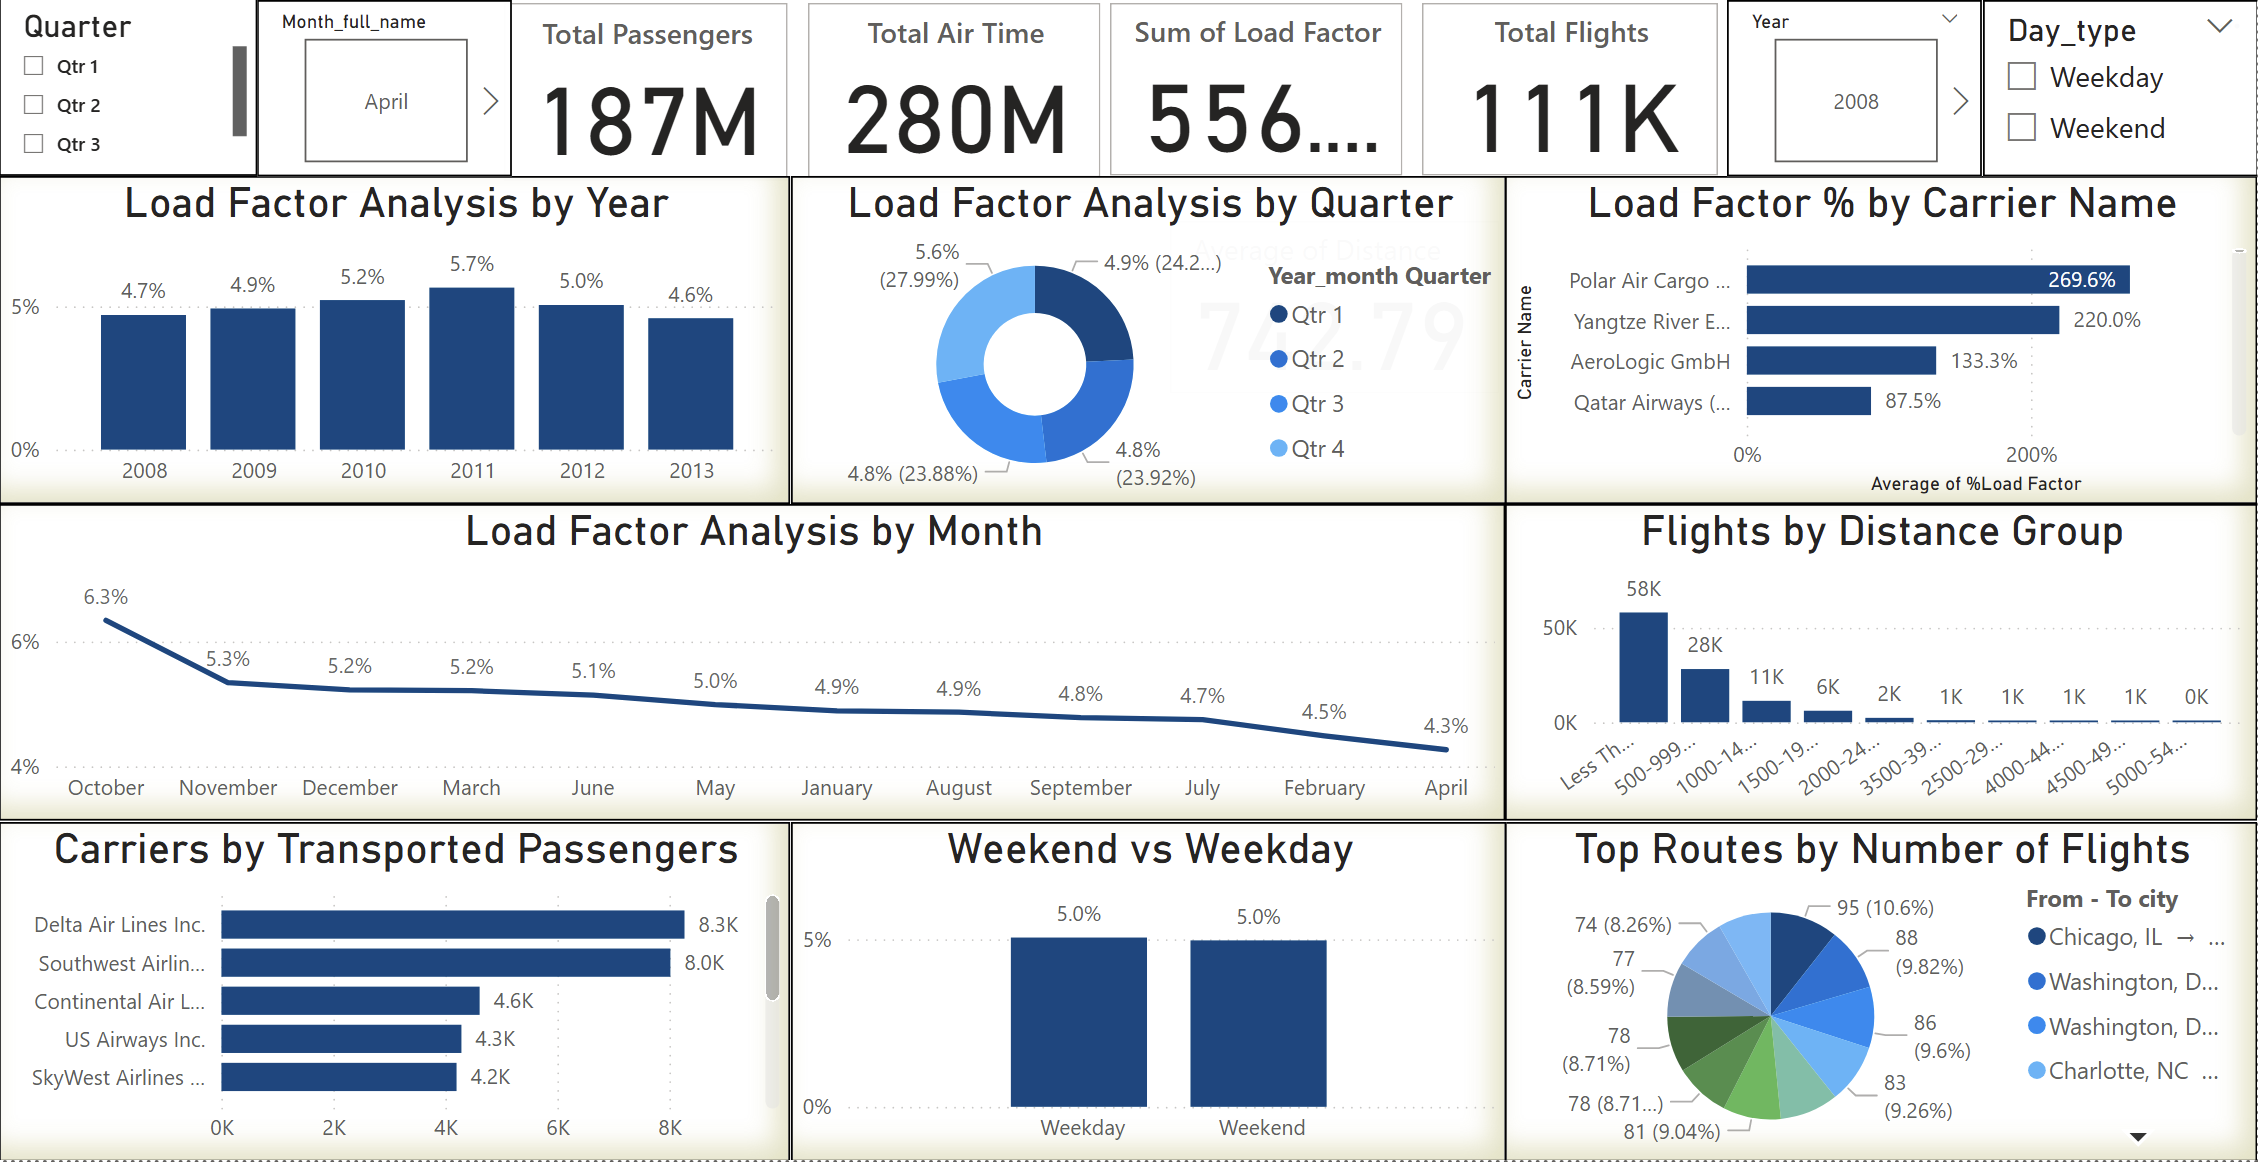 Quarter
Qtr 1
Qtr 2
Qtr 3
Month_full_name
April
Total Passengers
187M
Total Air Time
280M
Sum of Load Factor
556....
Total Flights
111K
Year
2008
Day_type
Weekday
Weekend
Load Factor Analysis by Year
4.7%
4.9%
5.2%
5.7%
5.0%
4.6%
5%
0%
2008
2009
2010
2011
2012
2013
Load Factor Analysis by Quarter
Average of Distance
742.79
5.6%
(27.99%)
4.9% (24.2...)
4.8% (23.88%)
4.8%
(23.92%)
Year_month Quarter
Qtr 1
Qtr 2
Qtr 3
Qtr 4
Load Factor % by Carrier Name
Carrier Name
Polar Air Cargo ...
269.6%
Yangtze River E...
220.0%
AeroLogic GmbH
133.3%
Qatar Airways (...
87.5%
0%
200%
Average of %Load Factor
Load Factor Analysis by Month
6.3%
5.3%
5.2%
5.2%
5.1%
5.0%
4.9%
4.9%
4.8%
4.7%
4.5%
4.3%
6%
4%
October
November
December
March
June
May
January
August
September
July
February
April
Flights by Distance Group
58K
28K
11K
6K
2K
1K
1K
1K
1K
0K
50K
0K
Less Th...
500-999...
1000-14...
1500-19...
2000-24...
3500-39...
2500-29...
4000-44...
4500-49...
5000-54...
Carriers by Transported Passengers
Delta Air Lines Inc.
8.3K
Southwest Airlin...
8.0K
Continental Air L...
4.6K
US Airways Inc.
4.3K
SkyWest Airlines ...
4.2K
0K
2K
4K
6K
8K
Weekend vs Weekday
5.0%
5.0%
5%
0%
Weekday
Weekend
Top Routes by Number of Flights
95 (10.6%)
88
(9.82%)
86
(9.6%)
83
(9.26%)
81 (9.04%)
78 (8.71...)
78
(8.71%)
77
(8.59%)
74 (8.26%)
From - To city
Chicago, IL → ...
Washington, D...
Washington, D...
Charlotte, NC ...